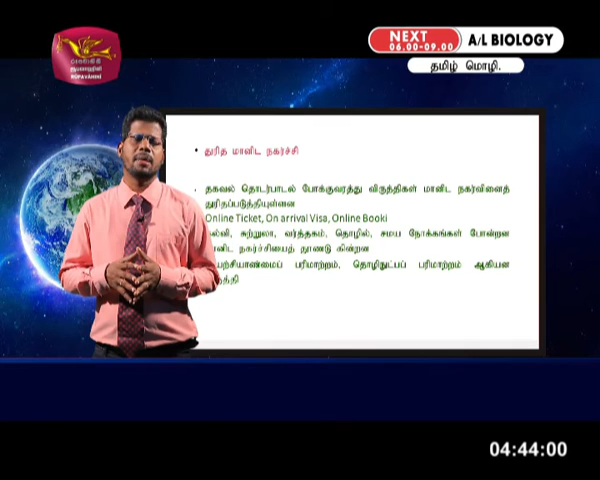 NEXT
06.00-09.00
A/L BIOLOGY
தமிழ் மொழி.
ROPAVAHINI
• துரித மானிட நகர்ச்சி
தகவல் தொடர்பாடல் போக்குவரத்து விருத்திகள் மானிட நகர்வினைத்
துரிதப்படுத்தியுள்ளன
Online Ticket, On arrival Visa, Online Booki
சுற்றுலா, வர்த்தகம், தொழில், சமய நோக்கங்கள் போன்றன
நகர்ச்சியைத் தூண்டு கின்றன
பரிமாற்றம், தொழிநுட்பப் பரிமாற்றம் ஆகியன
04:44:00